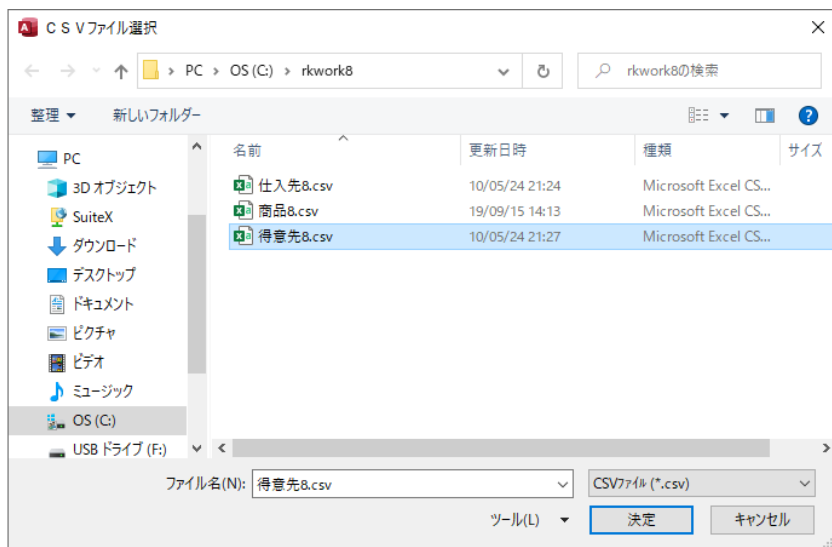 ＣＳＶファイル選択
PC › OS (C:) › rkwork8
rkwork8の検索
整理
新しいフォルダー
PC
3D オブジェクト
SuiteX
ダウンロード
デスクトップ
ドキュメント
ピクチャ
ビデオ
ミュージック
OS (C:)
USB ドライブ (F:)
名前 更新日時 種類 サイズ
仕入先8.csv 10/05/24 21:24 Microsoft Excel CS...
商品8.csv 19/09/15 14:13 Microsoft Excel CS...
得意先8.csv 10/05/24 21:27 Microsoft Excel CS...
ファイル名(N): 得意先8.csv CSVﾌｧｲﾙ (*.csv)
ツール(L) 決定 キャンセル